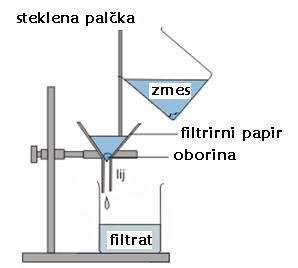 steklena palčka
zmes
filtrirni papir
oborina
lij
filtrat